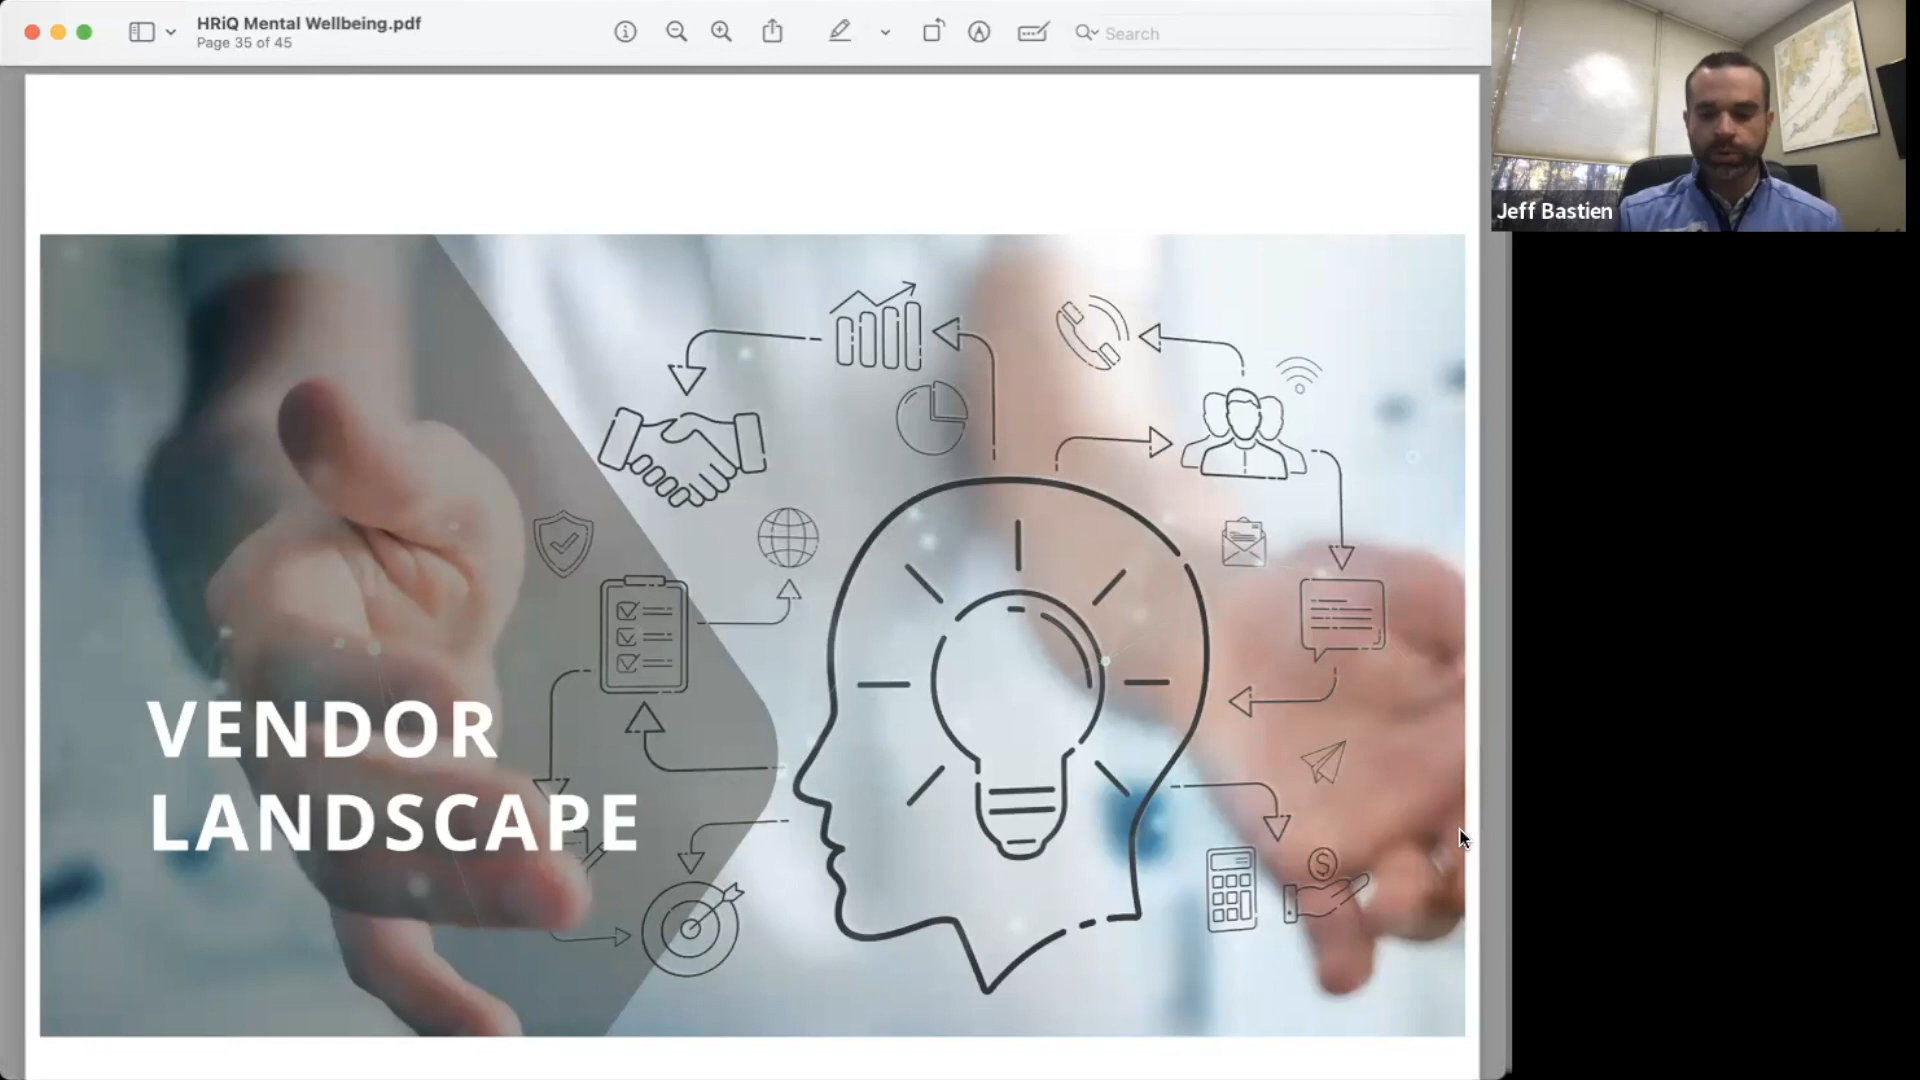 HRiQ Mental Wellbeing.pdf
Page 35 of 45
Search
Jeff Bastien
VENDOR
LANDSCAPE